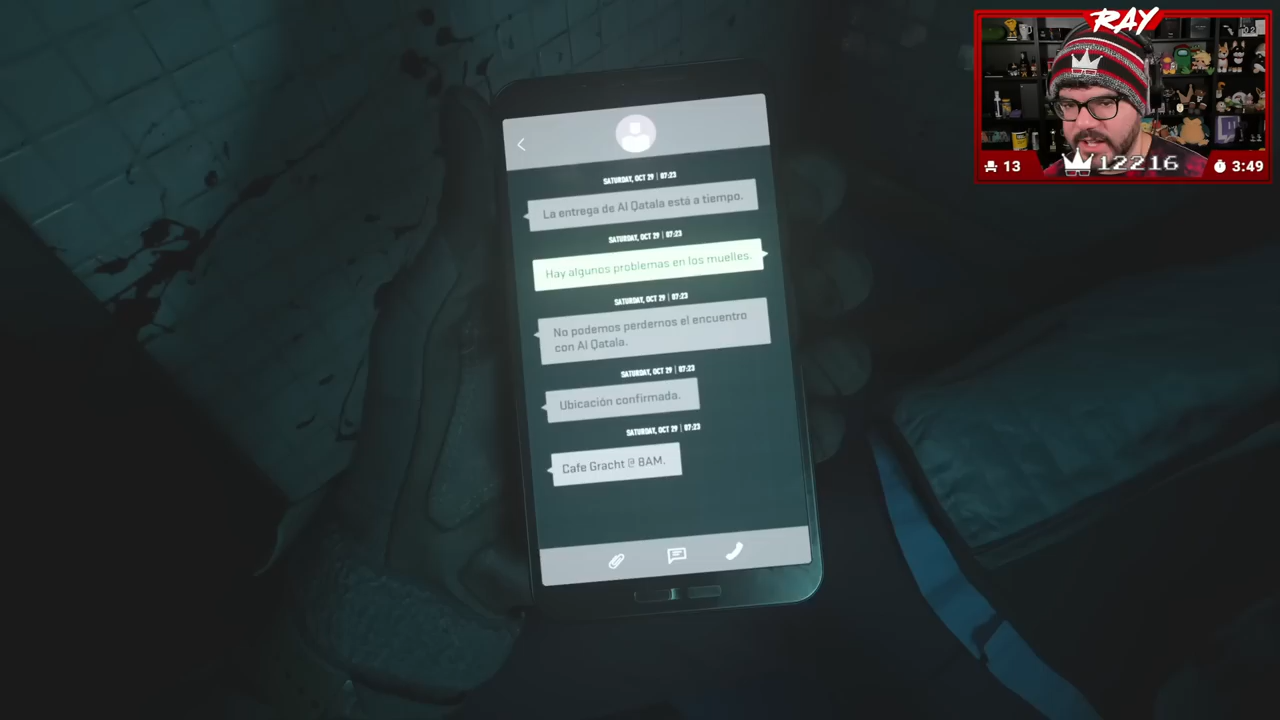 RAY
13
12216
3:49
SATURDAY, OCT 29 | 07:23
La entrega de Al Qatala está a tiempo.
SATURDAY, OCT 29 | 07:23
Hay algunos problemas en los muelles.
SATURDAY, OCT 29 | 07:23
No podemos perdernos el encuentro
con Al Qatala.
SATURDAY, OCT 29 | 07:23
Ubicación confirmada.
SATURDAY, OCT 29 | 07:23
Cafe Gracht @ 8AM.